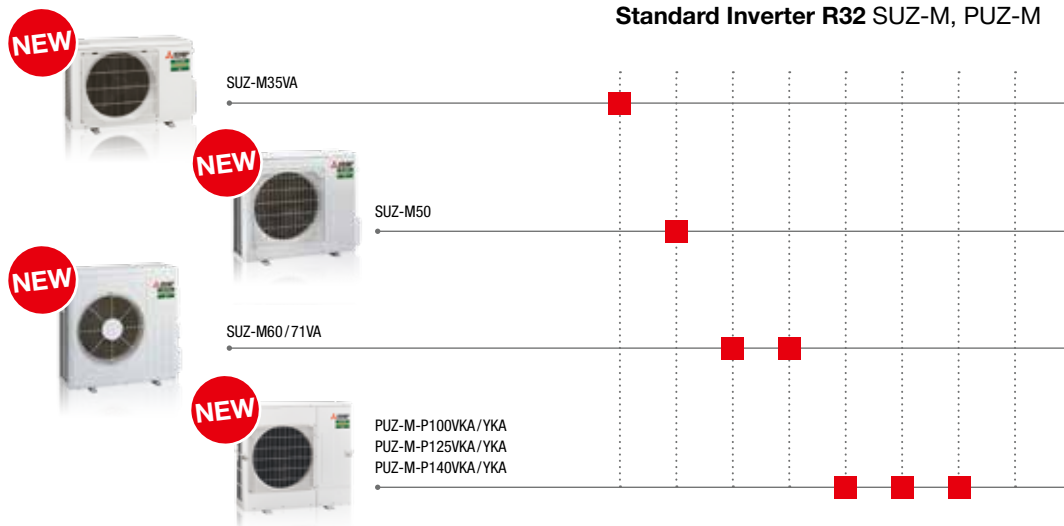 Standard Inverter R32 SUZ-M, PUZ-M
NEW
SUZ-M35VA
NEW
SUZ-M50
NEW
SUZ-M60/71VA
NEW
PUZ-M-P100VKA/YKA
PUZ-M-P125VKA/YKA
PUZ-M-P140VKA/YKA